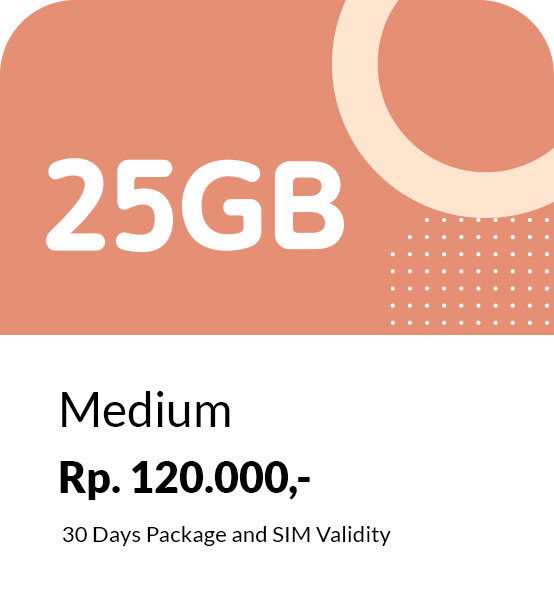 25GB
Medium
Rp. 120.000,-
30 Days Package and SIM Validity